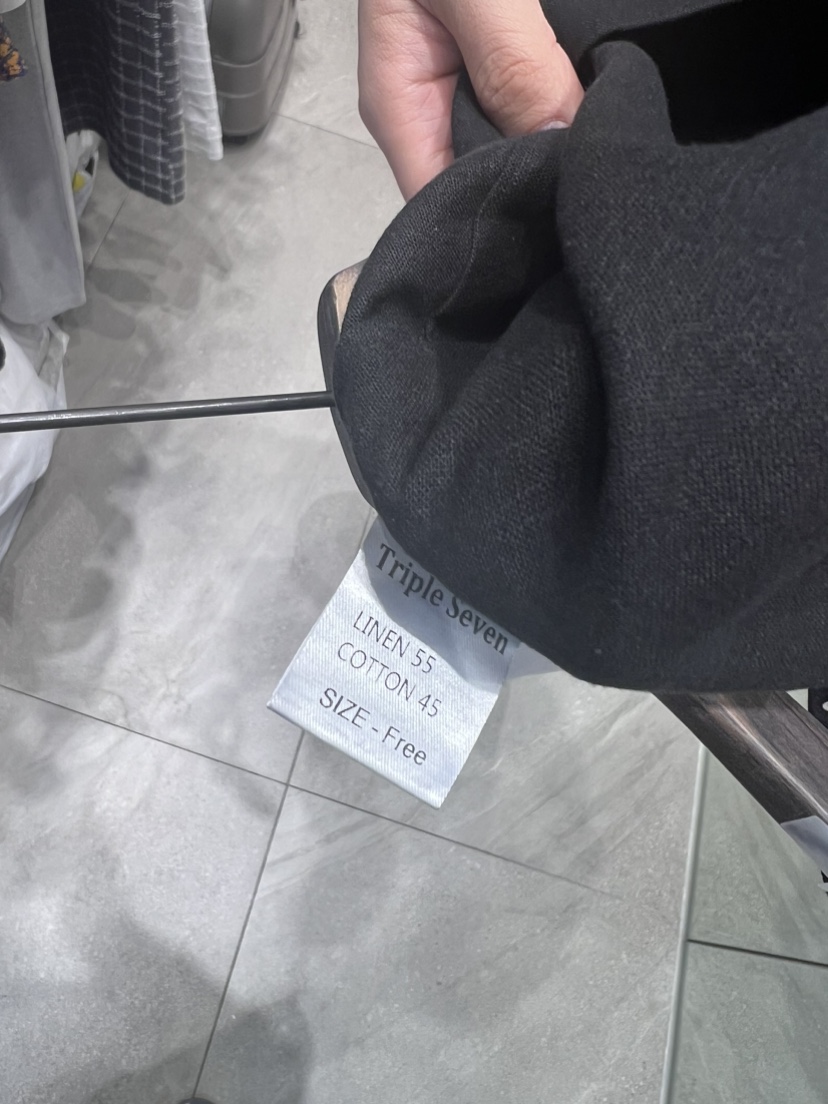 Triple Seven
LINEN 55
COTTON 45
SIZE - Free